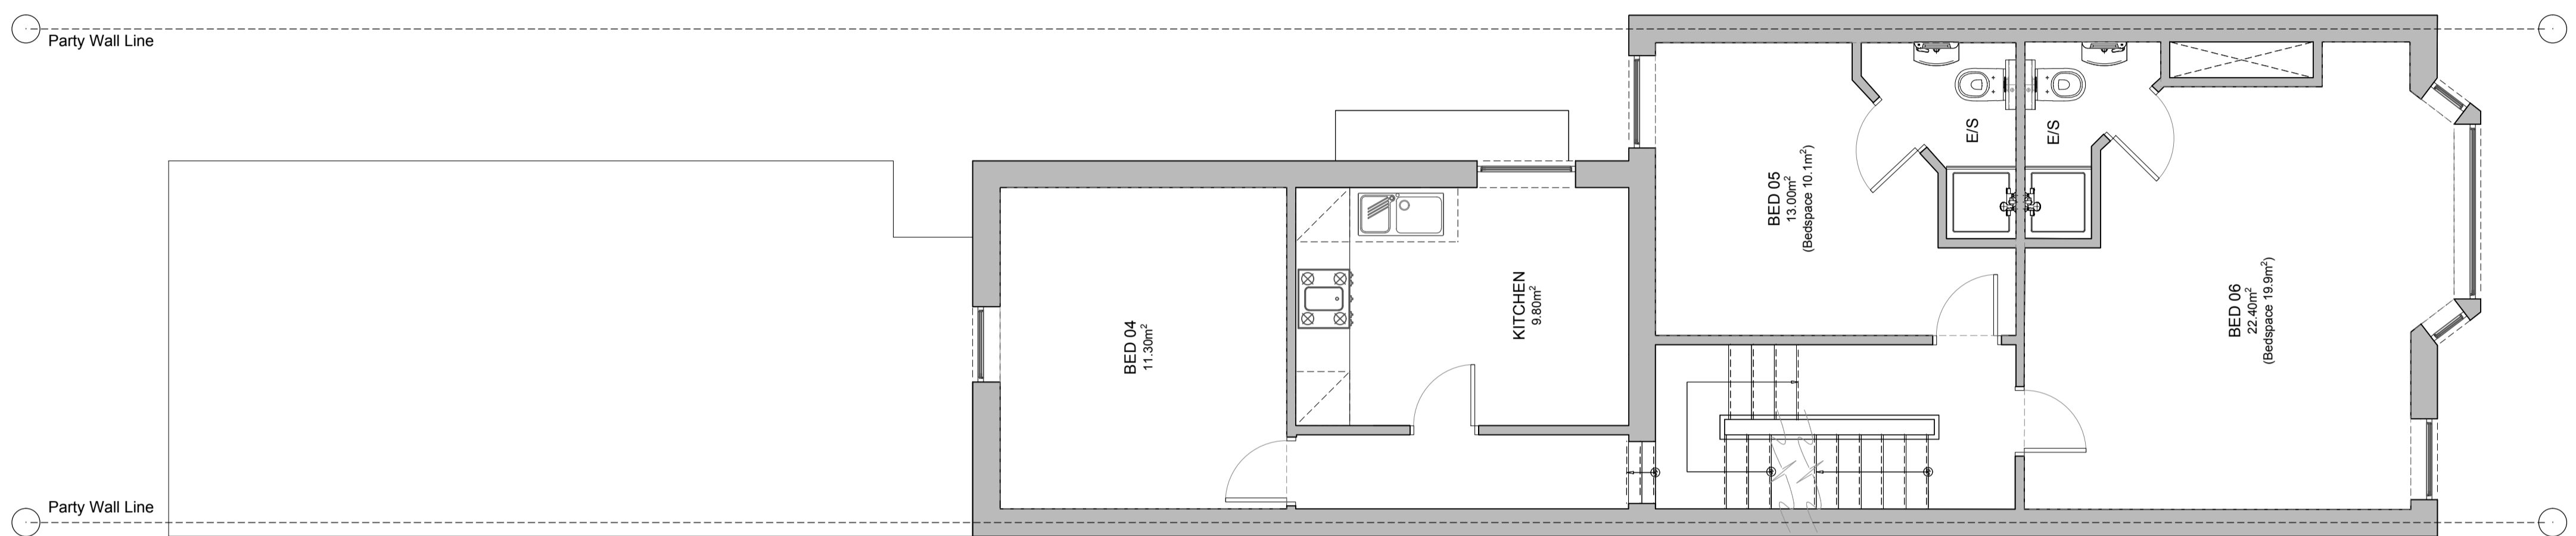 Party Wall Line
Party Wall Line
BED 04
11.30m²
KITCHEN
9.80m²
BED 05
13.00m²
(Bedspace 10.1m²)
E/S
E/S
BED 06
22.40m²
(Bedspace 19.9m²)